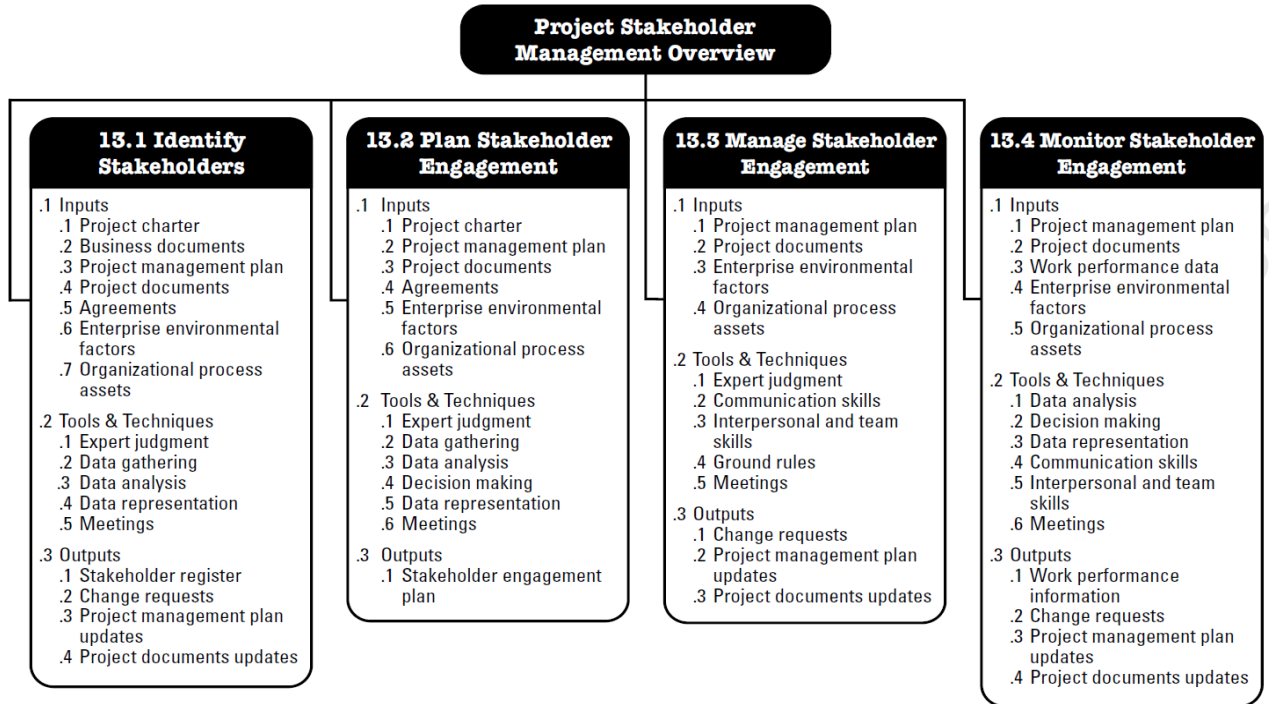 Project Stakeholder
Management Overview
13.1 Identify
Stakeholders
.1 Inputs
.1 Project charter
.2 Business documents
.3 Project management plan
.4 Project documents
.5 Agreements
.6 Enterprise environmental
factors
.7 Organizational process
assets
.2 Tools & Techniques
.1 Expert judgment
.2 Data gathering
.3 Data analysis
.4 Data representation
.5 Meetings
.3 Outputs
.1 Stakeholder register
.2 Change requests
.3 Project management plan
updates
.4 Project documents updates
13.2 Plan Stakeholder
Engagement
.1 Inputs
.1 Project charter
.2 Project management plan
.3 Project documents
.4 Agreements
.5 Enterprise environmental
factors
.6 Organizational process
assets
.2 Tools & Techniques
.1 Expert judgment
.2 Data gathering
.3 Data analysis
.4 Decision making
.5 Data representation
.6 Meetings
.3 Outputs
.1 Stakeholder engagement
plan
13.3 Manage Stakeholder
Engagement
.1 Inputs
.1 Project management plan
.2 Project documents
.3 Enterprise environmental
factors
.4 Organizational process
assets
.2 Tools & Techniques
.1 Expert judgment
.2 Communication skills
.3 Interpersonal and team
skills
.4 Ground rules
.5 Meetings
.3 Outputs
.1 Change requests
.2 Project management plan
updates
.3 Project documents updates
13.4 Monitor Stakeholder
Engagement
.1 Inputs
.1 Project management plan
.2 Project documents
.3 Work performance data
.4 Enterprise environmental
factors
.5 Organizational process
assets
.2 Tools & Techniques
.1 Data analysis
.2 Decision making
.3 Data representation
.4 Communication skills
.5 Interpersonal and team
skills
.6 Meetings
.3 Outputs
.1 Work performance
information
.2 Change requests
.3 Project management plan
updates
.4 Project documents updates